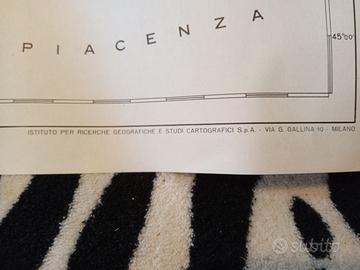 PIACENZA
45°00'
ISTITUTO PER RICERCHE GEOGRAFICHE E STUDI CARTOGRAFICI S.p.A. - VIA G. GALLINA 10 - MILANO
subito